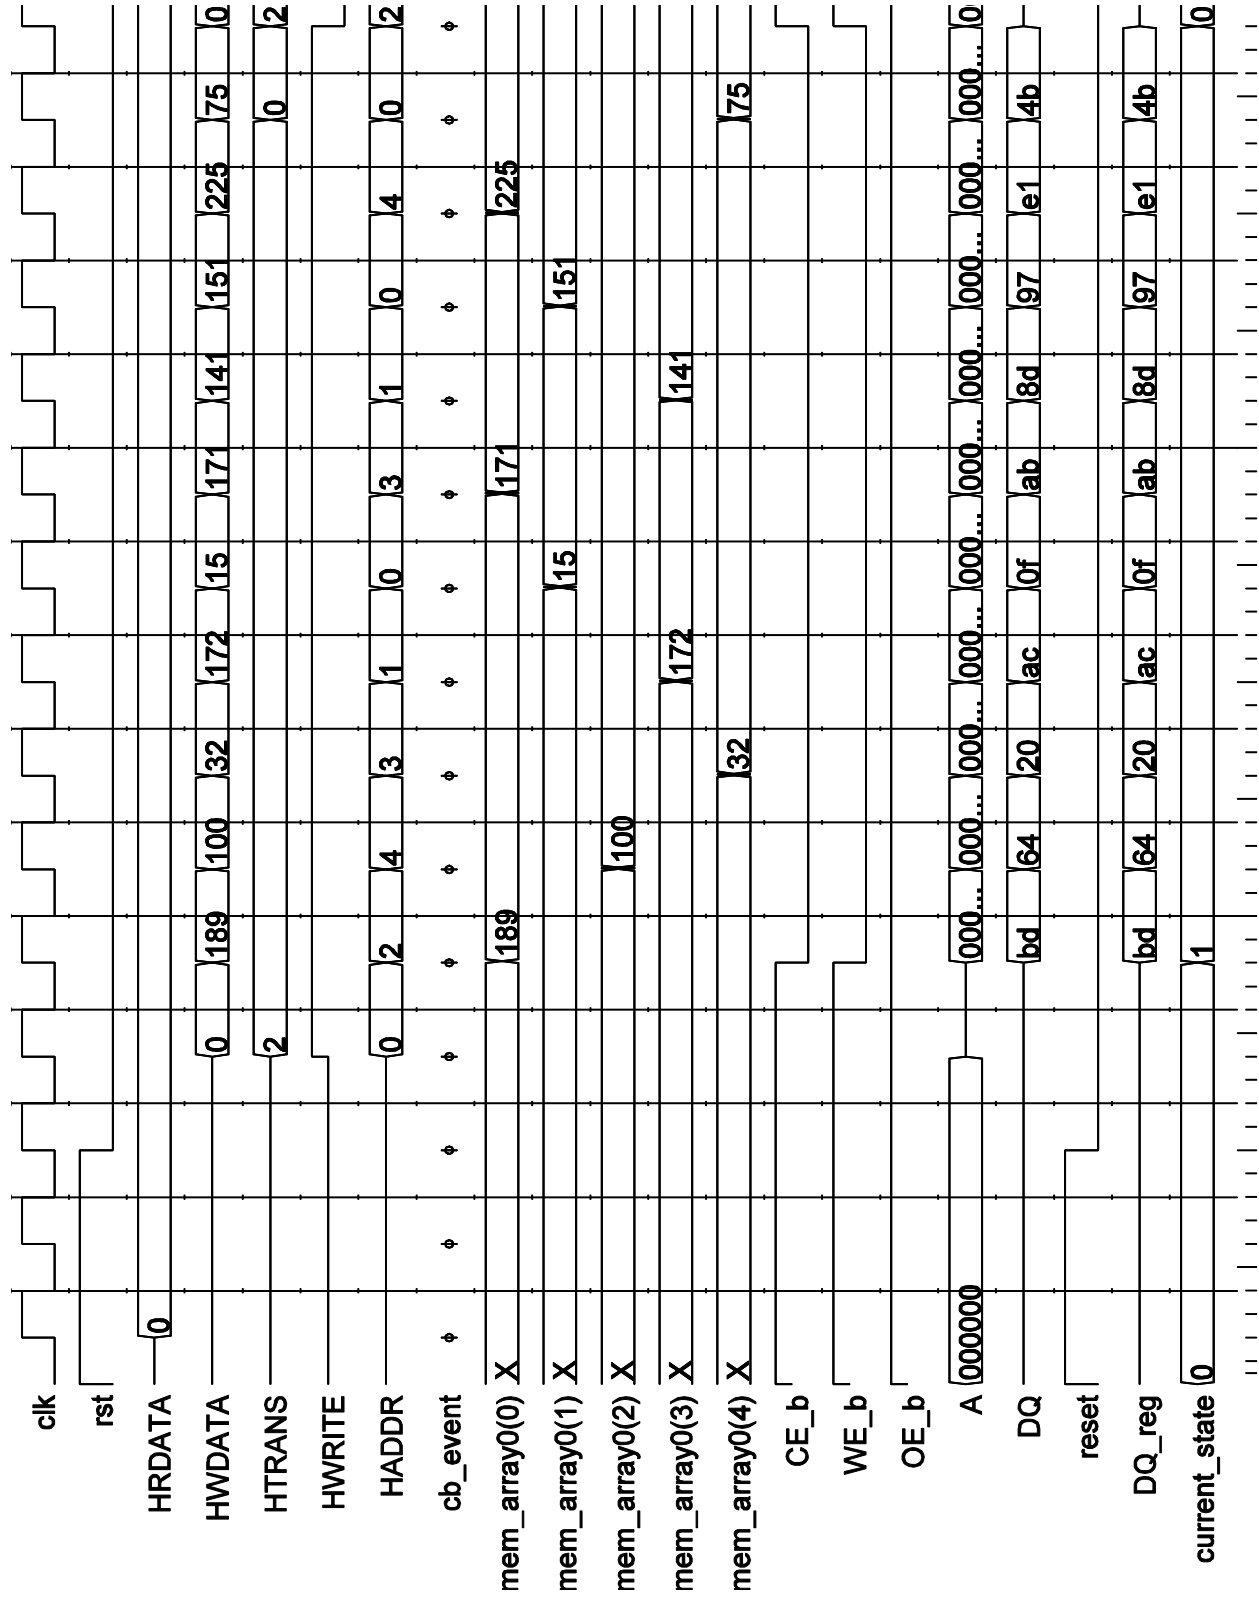 clk
rst
HRDATA 0
HWDATA 0 189 100 32 172 15 171 141 151 225 75 0
HTRANS 2 0 2
HWRITE
HADDR 0 2 4 3 1 0 3 1 0 4 0 2
cb_event
mem_array0(0) X 189 171 225
mem_array0(1) X 15 151
mem_array0(2) X 100
mem_array0(3) X 172 141
mem_array0(4) X 32 75
CE_b
WE_b
OE_b
A 000000 000... 000... 000... 000... 000... 000... 000... 000... 000... 000... 0
DQ bd 64 20 ac 0f ab 8d 97 e1 4b
reset
DQ_reg bd 64 20 ac 0f ab 8d 97 e1 4b
current_state 0 1 0